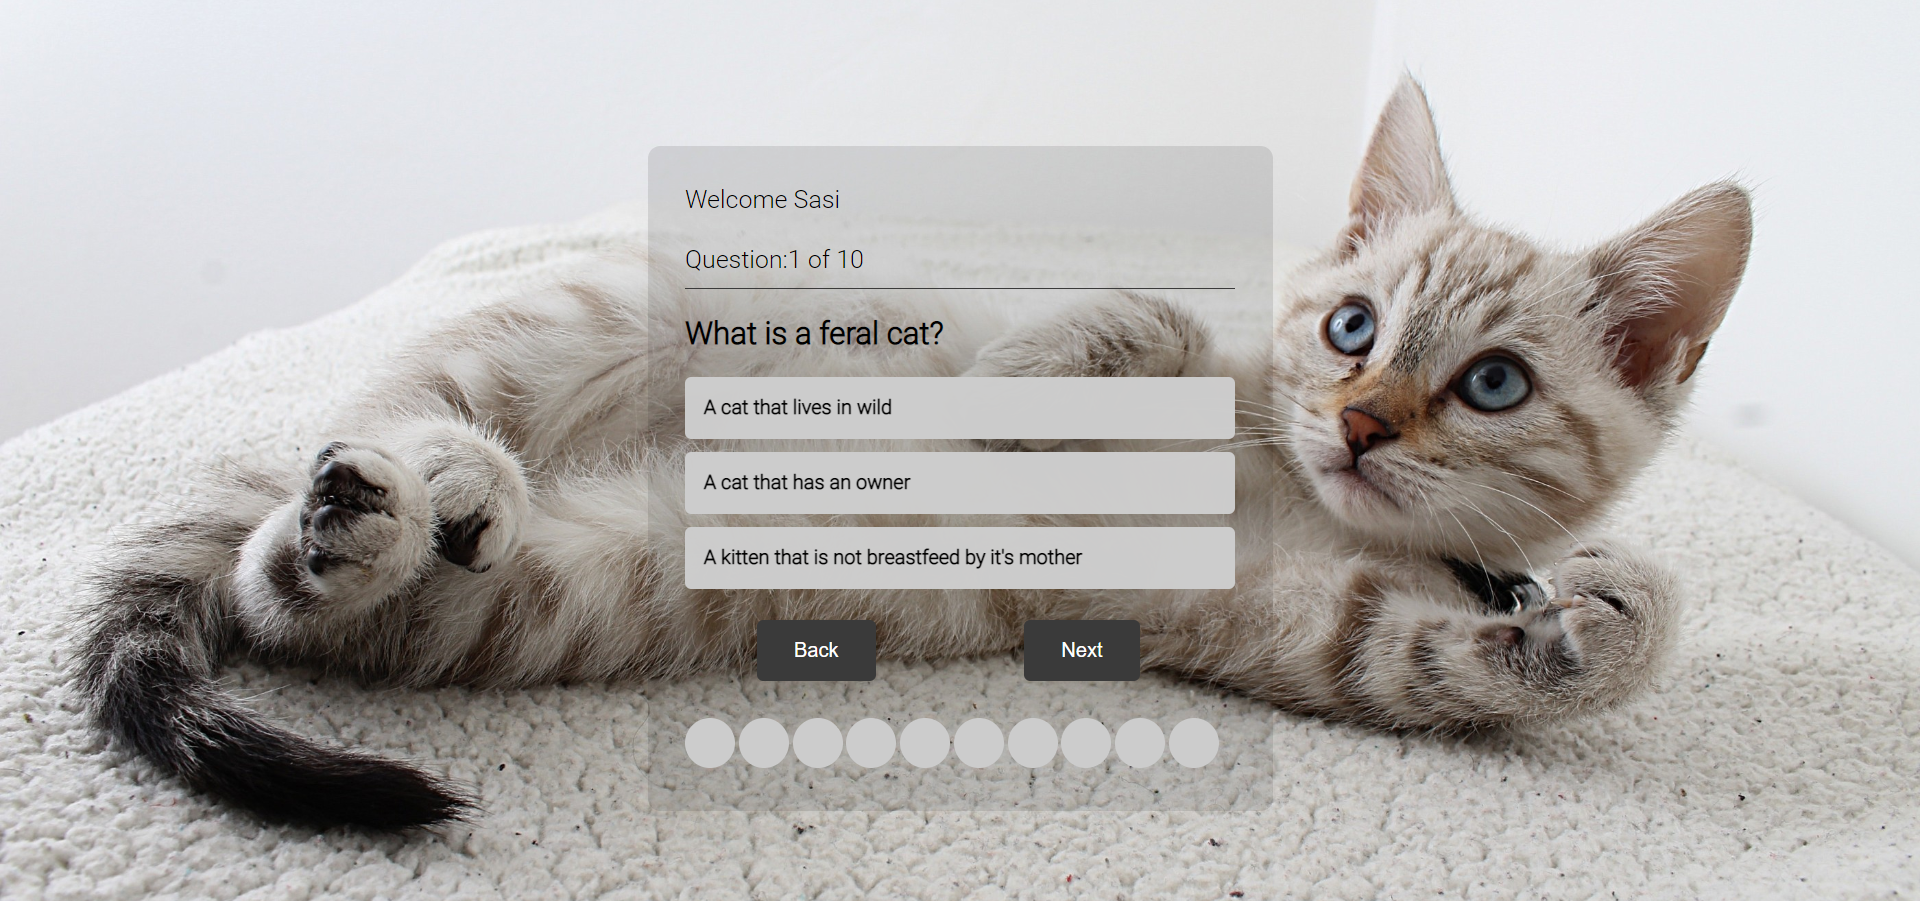 Welcome Sasi
Question:1 of 10
What is a feral cat?
A cat that lives in wild
A cat that has an owner
A kitten that is not breastfeed by it's mother
Back
Next